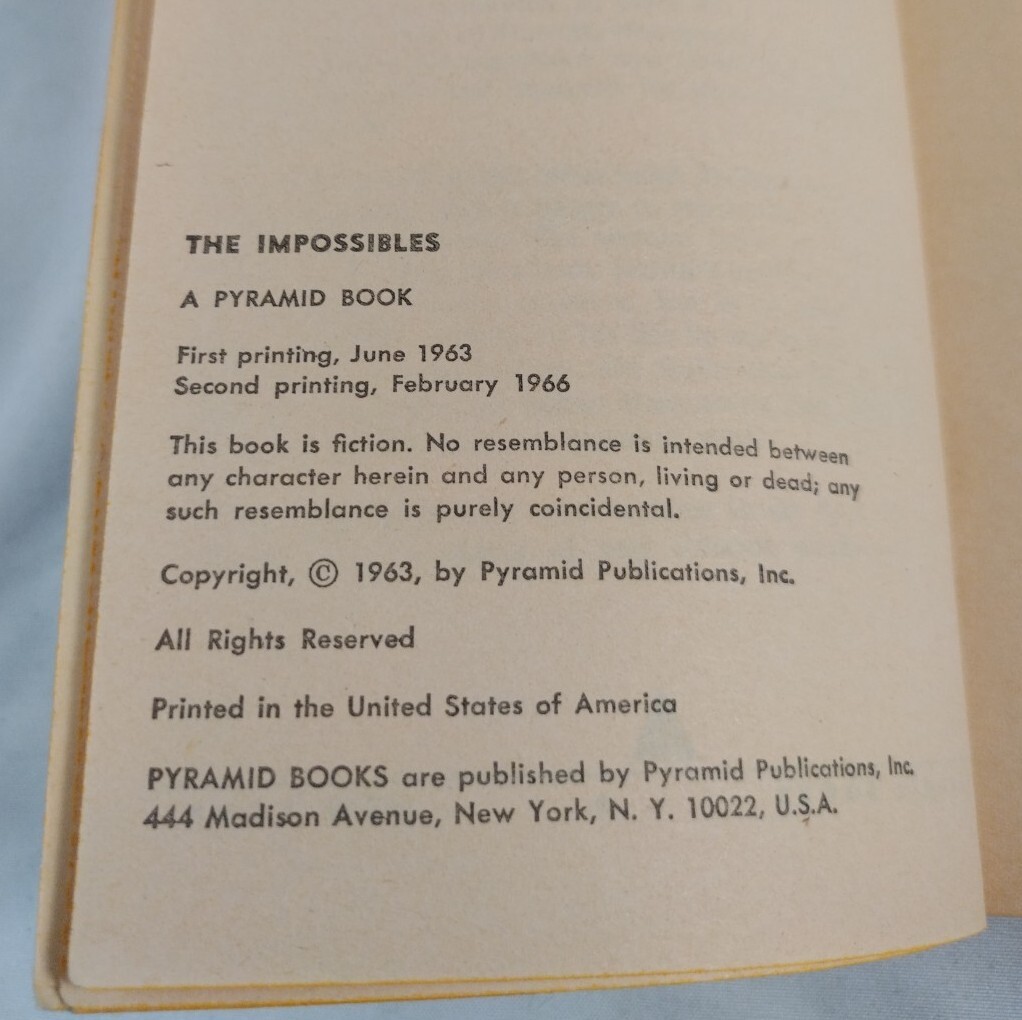 THE IMPOSSIBLES
A PYRAMID BOOK
First printing, June 1963
Second printing, February 1966
This book is fiction. No resemblance is intended between
any character herein and any person, living or dead; any
such resemblance is purely coincidental.
Copyright, © 1963, by Pyramid Publications, Inc.
All Rights Reserved
Printed in the United States of America
PYRAMID BOOKS are published by Pyramid Publications, Inc.
444 Madison Avenue, New York, N. Y. 10022, U.S.A.